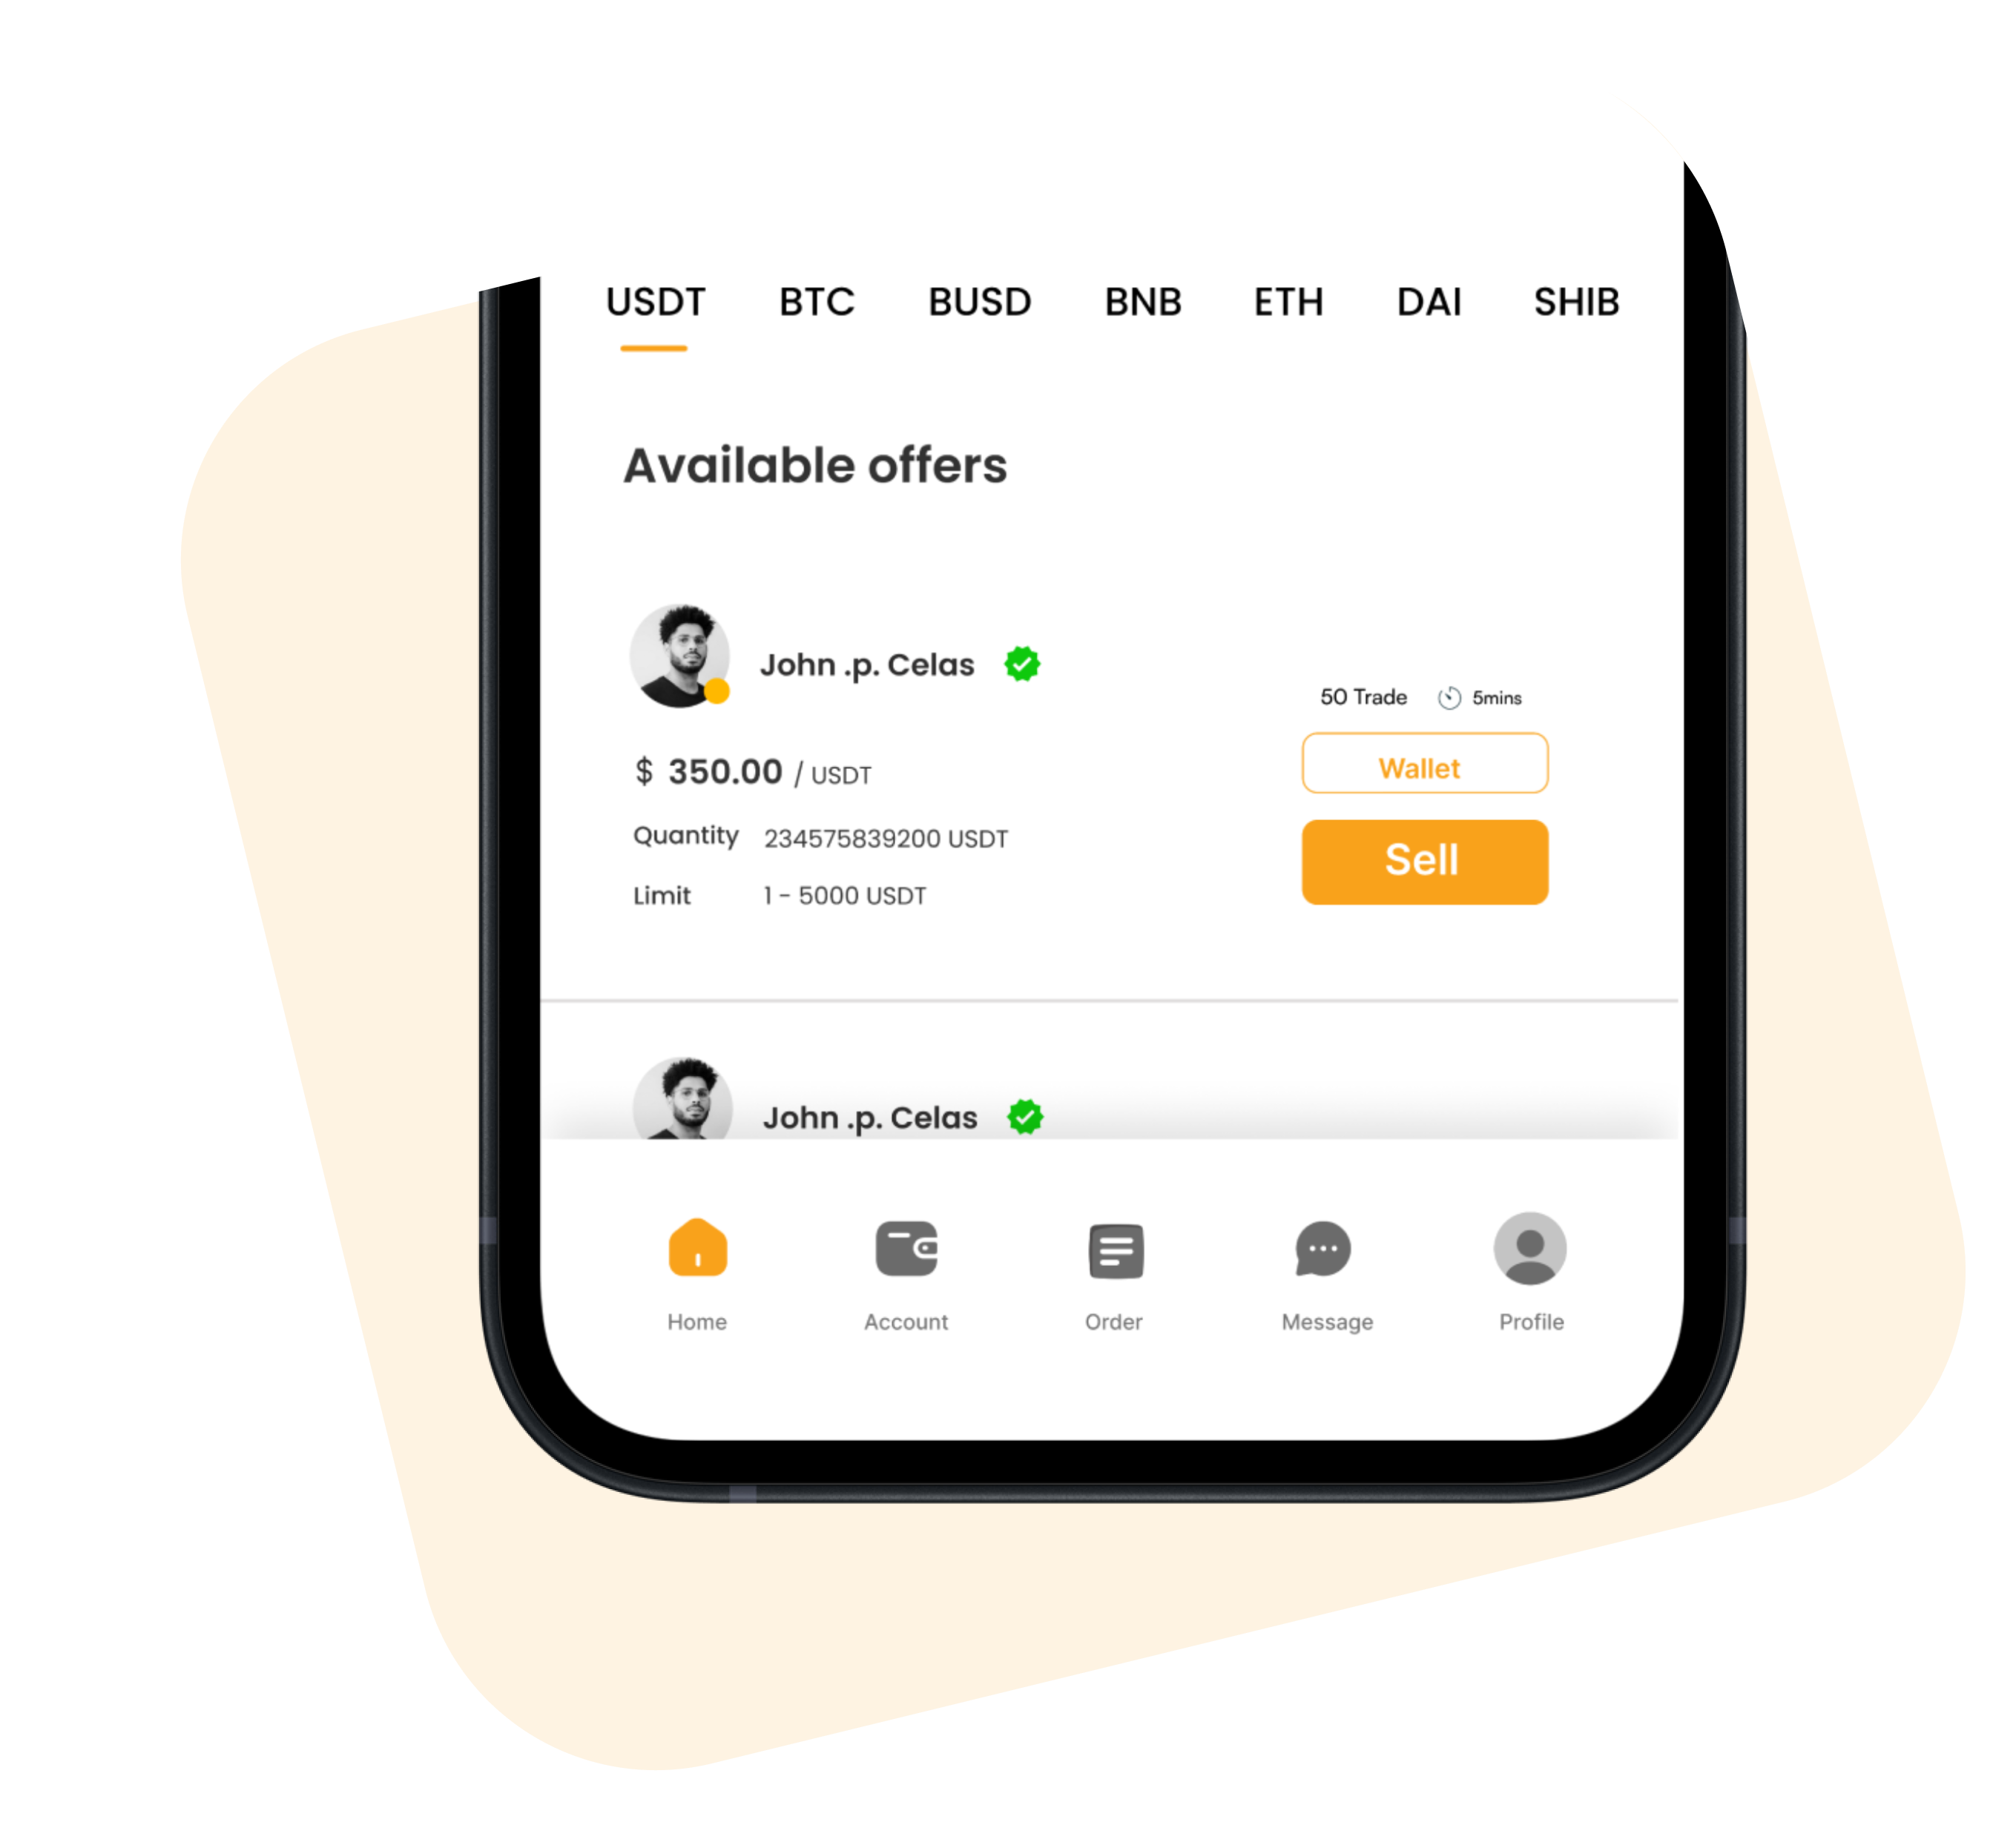 USDT BTC BUSD BNB ETH DAI SHIB
Available offers
John .p. Celas
50 Trade 5mins
$ 350.00 / USDT
Wallet
Quantity 234575839200 USDT
Sell
Limit 1 - 5000 USDT
John .p. Celas
Home Account Order Message Profile